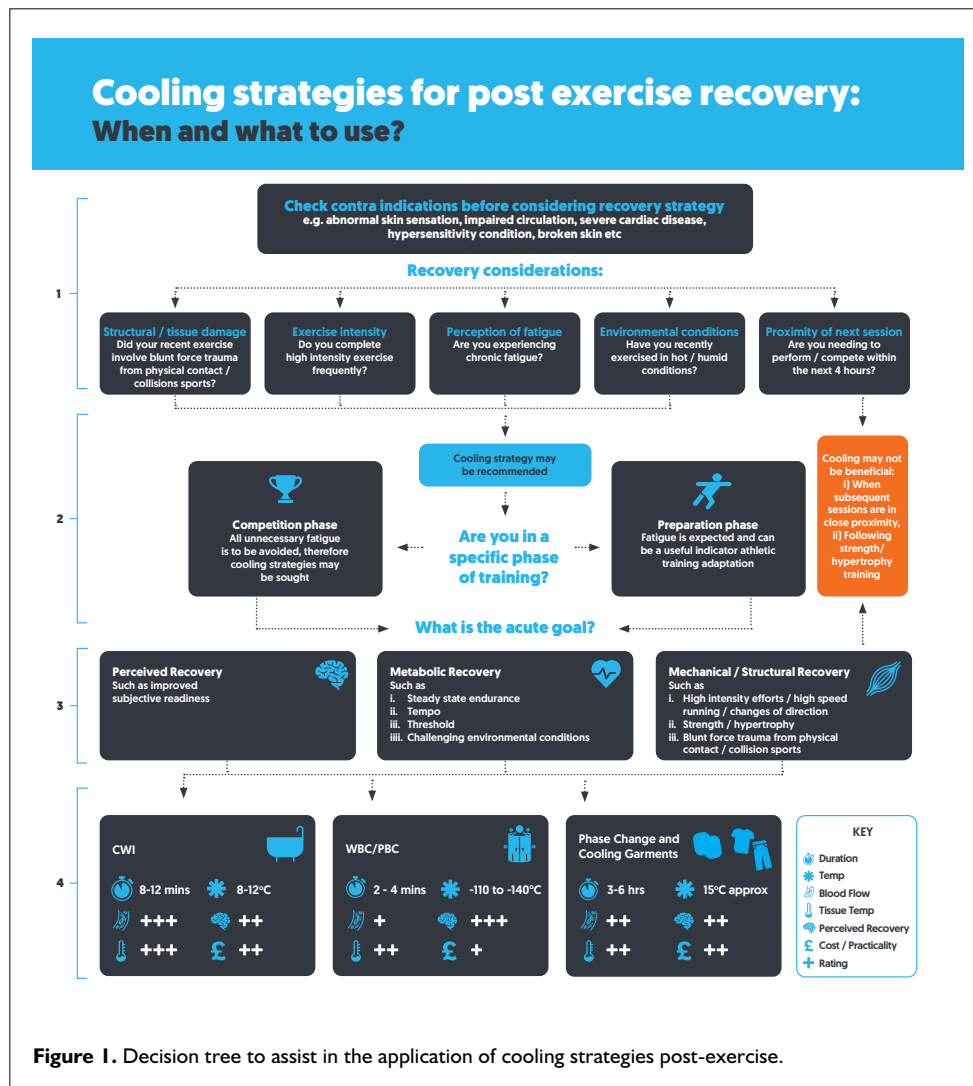 Cooling strategies for post exercise recovery:
When and what to use?
Check contra indications before considering recovery strategy
e.g. abnormal skin sensation, impaired circulation, severe cardiac disease,
hypersensitivity condition, broken skin etc
Recovery considerations:
1
Structural / tissue damage
Did your recent exercise
involve blunt force trauma
from physical contact /
collisions sports?
Exercise intensity
Do you complete
high intensity exercise
frequently?
Perception of fatigue
Are you experiencing
chronic fatigue?
Environmental conditions
Have you recently
exercised in hot / humid
conditions?
Proximity of next session
Are you needing to
perform / compete within
the next 4 hours?
2
Cooling strategy may
be recommended
Competition phase
All unnecessary fatigue
is to be avoided, therefore
cooling strategies may
be sought
Are you in a
specific phase
of training?
Preparation phase
Fatigue is expected and can
be a useful indicator athletic
training adaptation
Cooling may not
be beneficial:
i) When
subsequent
sessions are in
close proximity,
ii) Following
strength/
hypertrophy
training
What is the acute goal?
3
Perceived Recovery
Such as improved
subjective readiness
Metabolic Recovery
Such as
i. Steady state endurance
ii. Tempo
iii. Threshold
iiii. Challenging environmental conditions
Mechanical / Structural Recovery
Such as
i. High intensity efforts / high speed
running / changes of direction
ii. Strength / hypertrophy
iii. Blunt force trauma from physical
contact / collision sports
4
CWI
8-12 mins 8-12°C
+++ ++
+++ £ ++
WBC/PBC
2 - 4 mins -110 to -140°C
+ +++
++ £ +
Phase Change and
Cooling Garments
3-6 hrs 15°C approx
++ ++
++ £ ++
KEY
Duration
Temp
Blood Flow
Tissue Temp
Perceived Recovery
£ Cost / Practicality
+ Rating
Figure 1. Decision tree to assist in the application of cooling strategies post-exercise.